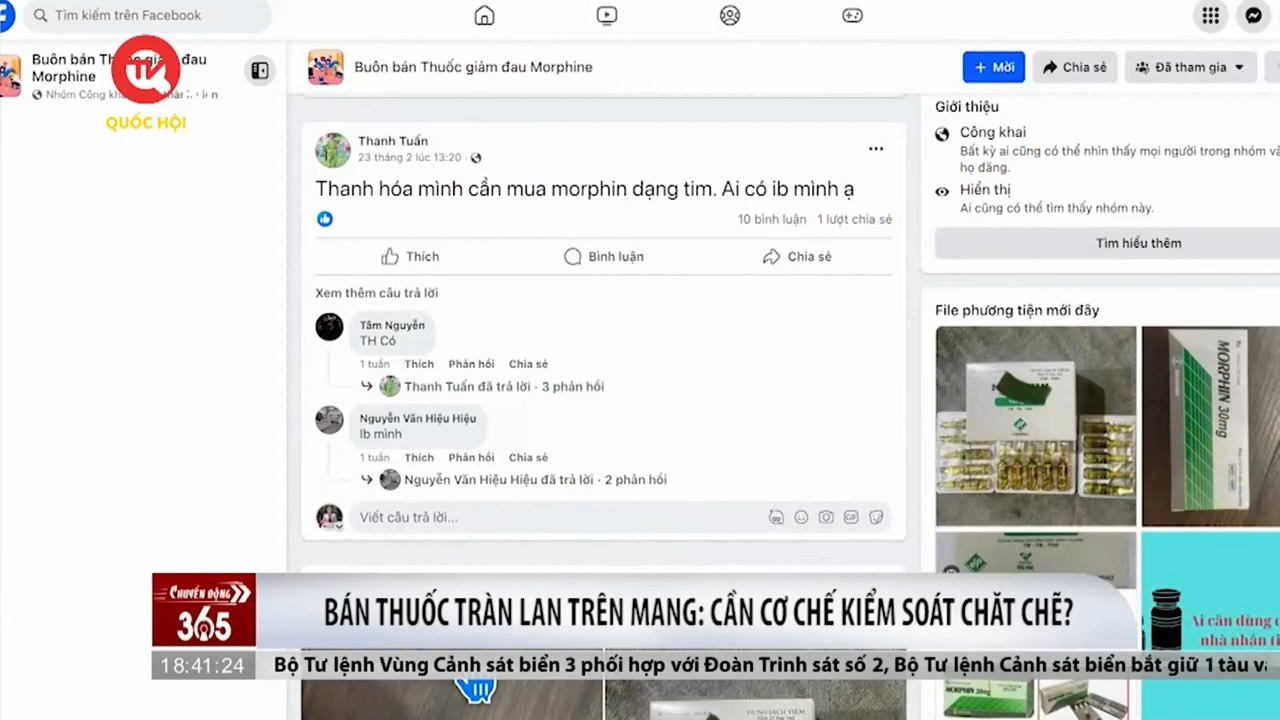 Tìm kiếm trên Facebook
Buôn bán Thuốc giảm đau
Morphine
QUỐC HỘI
Buôn bán Thuốc giảm đau Morphine
+ Mời
Chia sẻ
Đã tham gia
Thanh Tuấn
23 tháng 2 lúc 13:20
Thanh hóa mình cần mua morphin dạng tim. Ai có ib mình ạ
10 bình luận 1 lượt chia sẻ
Thích Bình luận Chia sẻ
Xem thêm câu trả lời
Tâm Nguyễn
TH Có
1 tuần Thích Phản hồi Chia sẻ
Thanh Tuấn đã trả lời · 3 phản hồi
Nguyễn Văn Hiệu Hiệu
Ib mình
1 tuần Thích Phản hồi Chia sẻ
Nguyễn Văn Hiệu Hiệu đã trả lời · 2 phản hồi
Viết câu trả lời...
GIF
Giới thiệu
Công khai
Bất kỳ ai cũng có thể nhìn thấy mọi người trong nhóm
họ đăng.
Hiển thị
Ai cũng có thể tìm thấy nhóm này.
Tìm hiểu thêm
File phương tiện mới đây
MORPHIN 30mg
Ai cần dùng
nhà nhắn
MORPHIN 30mg
CHUYỂN ĐỘNG
365
18:41:24
BÁN THUỐC TRÀN LAN TRÊN MẠNG: CẦN CƠ CHẾ KIỂM SOÁT CHẶT CHẼ?
Bộ Tư lệnh Vùng Cảnh sát biển 3 phối hợp với Đoàn Trinh sát số 2, Bộ Tư lệnh Cảnh sát biển bắt giữ 1 tàu